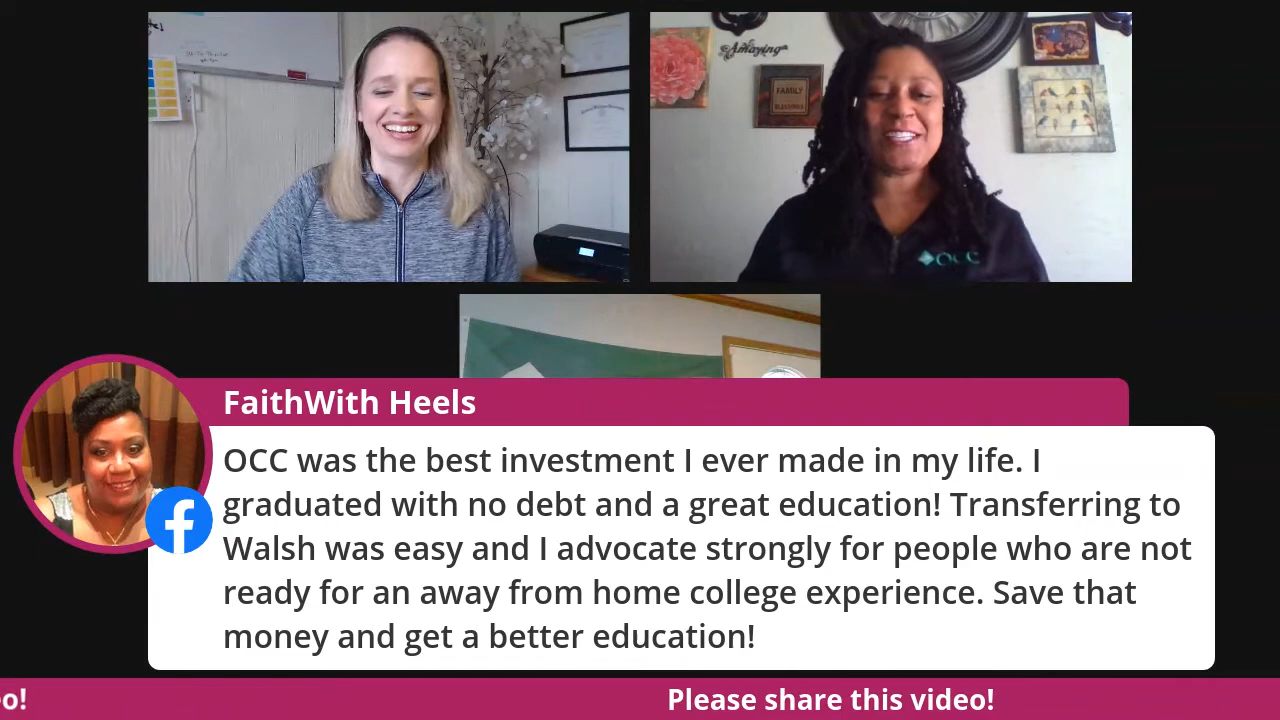 Amazing
FAMILY
OCC
FaithWith Heels
OCC was the best investment I ever made in my life. I
graduated with no debt and a great education! Transferring to
Walsh was easy and I advocate strongly for people who are not
ready for an away from home college experience. Save that
money and get a better education!
eo!
Please share this video!